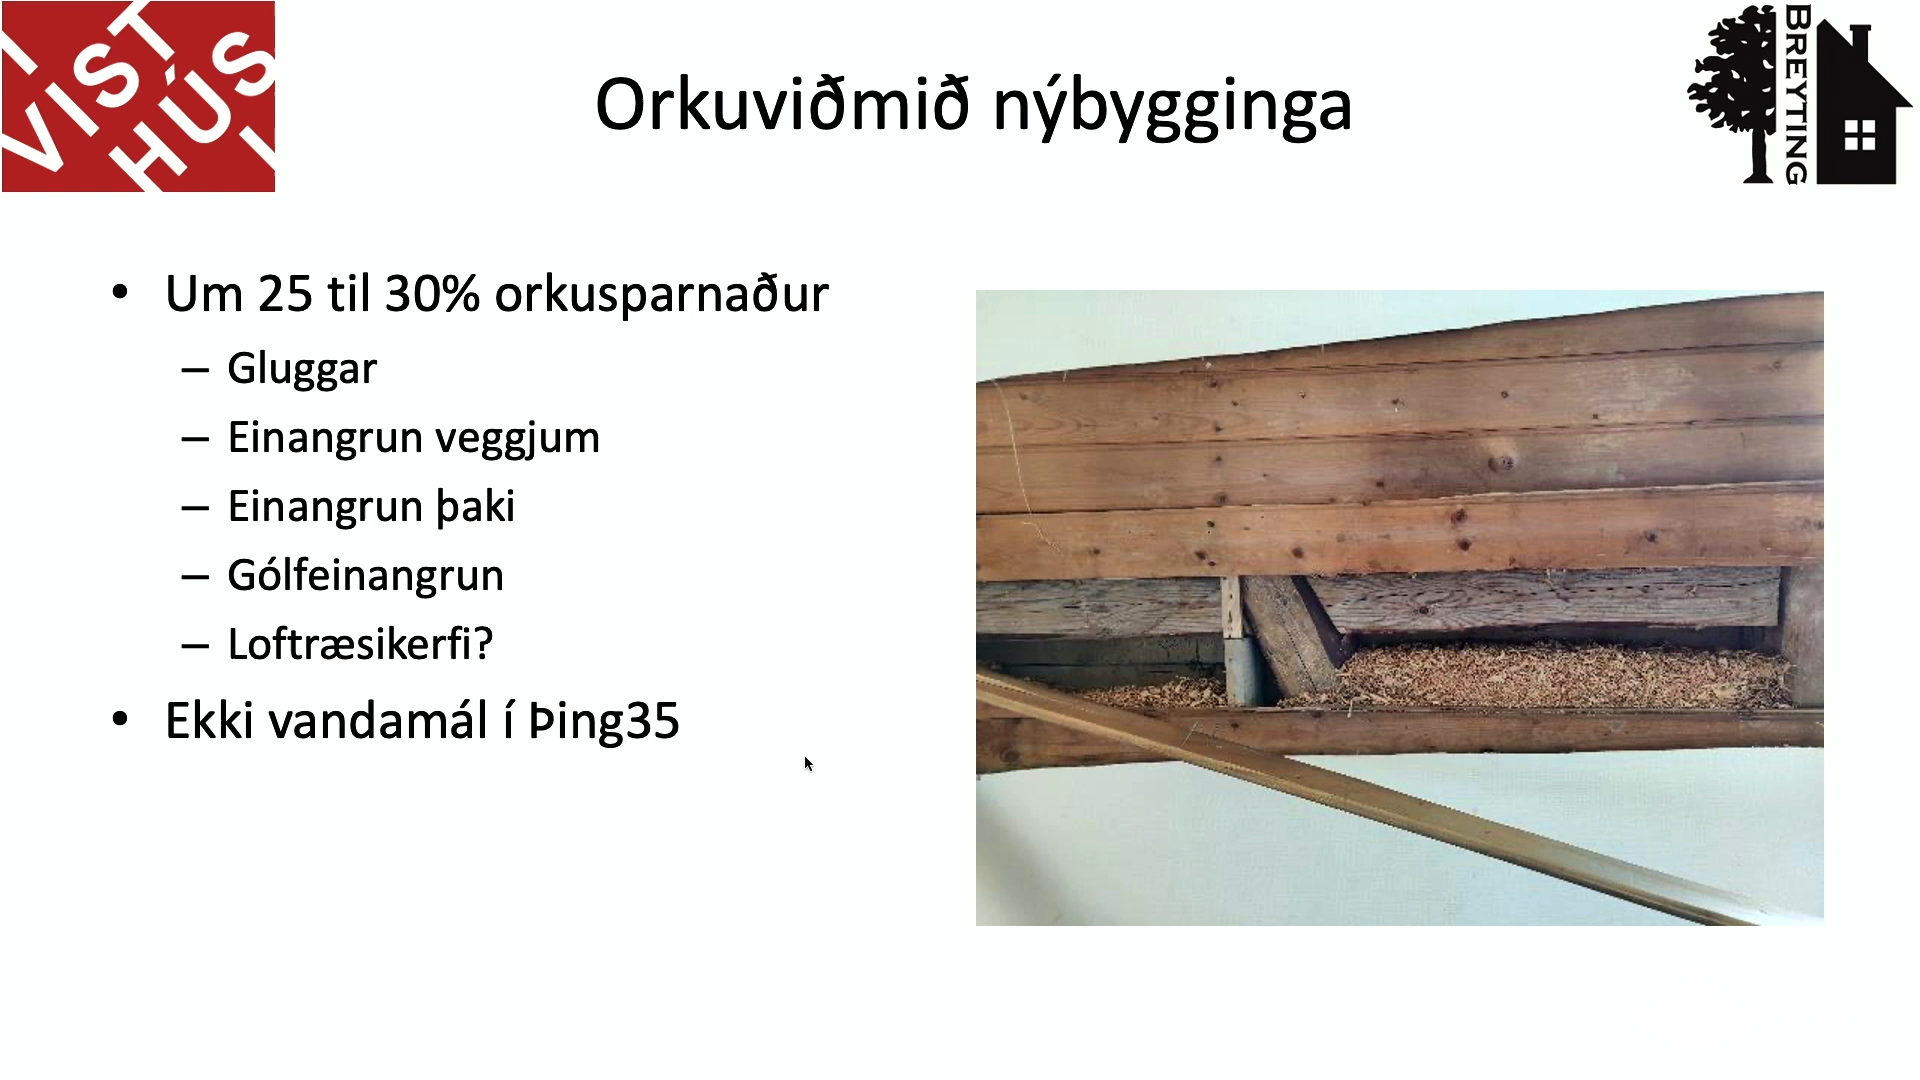 VIST
HÚS
Orkuviðmið nýbygginga
BREYTING
• Um 25 til 30% orkusparnaður
– Gluggar
– Einangrun veggjum
– Einangrun þaki
– Gólfeinangrun
– Loftræsikerfi?
• Ekki vandamál í Þing35